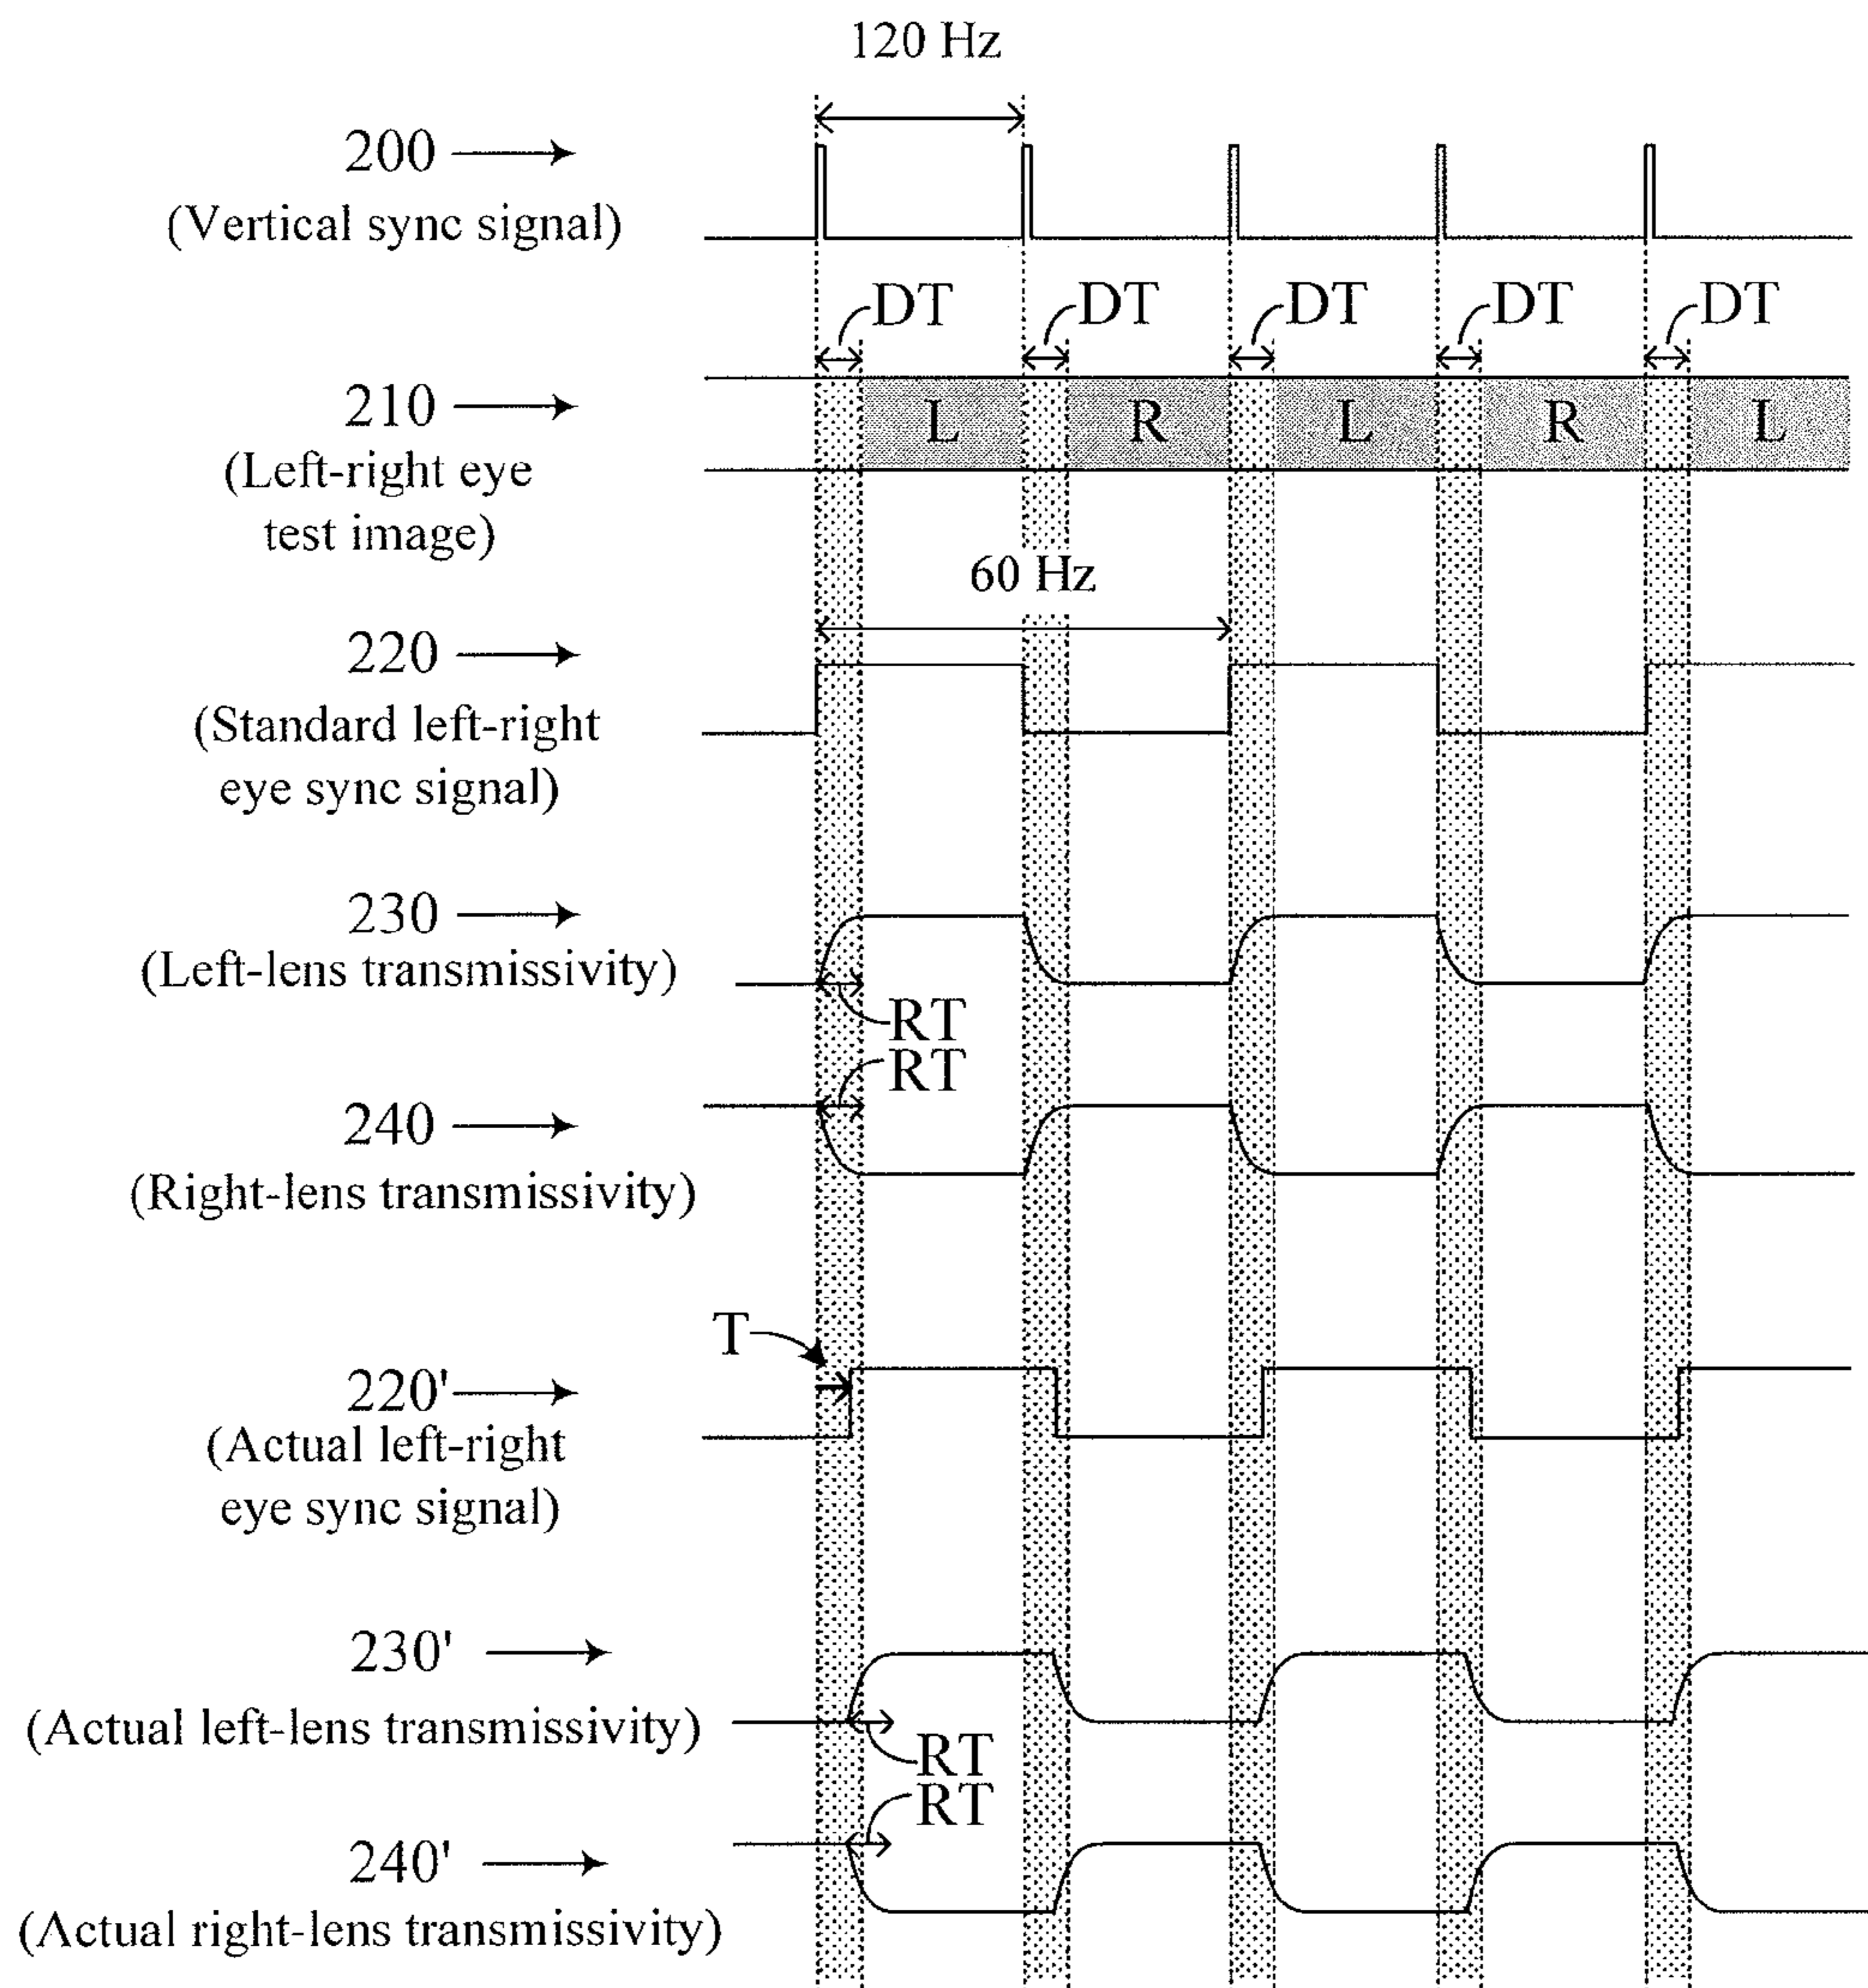 120 Hz
200
(Vertical sync signal)
DT DT DT DT DT
210
L R L R L
(Left-right eye
test image)
60 Hz
220
(Standard left-right
eye sync signal)
230
(Left-lens transmissivity)
RT
RT
240
(Right-lens transmissivity)
T
220'
(Actual left-right
eye sync signal)
230'
(Actual left-lens transmissivity)
RT
RT
240'
(Actual right-lens transmissivity)